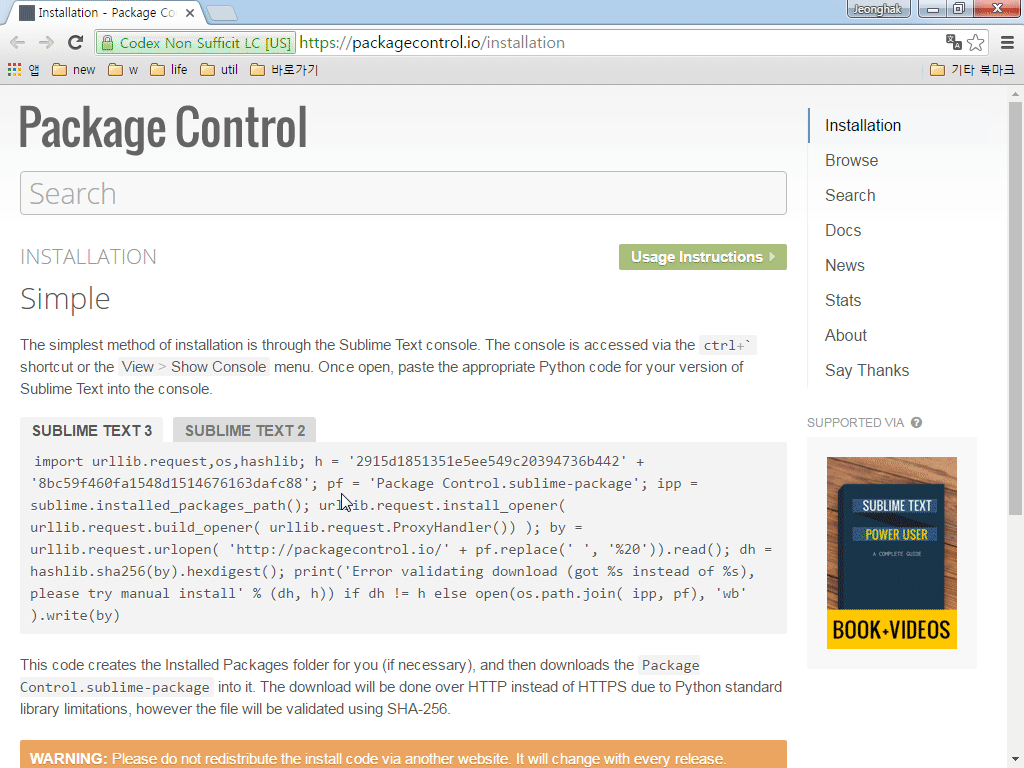 Installation - Package Co
Jeonghak
Codex Non Sufficit LC [US] https://packagecontrol.io/installation
앱 new w life util 바로가기 기타 북마크
Package Control
Search
INSTALLATION
Usage Instructions
Simple
The simplest method of installation is through the Sublime Text console. The console is accessed via the ctrl+`
shortcut or the View > Show Console menu. Once open, paste the appropriate Python code for your version of
Sublime Text into the console.
SUBLIME TEXT 3 SUBLIME TEXT 2
import urllib.request,os,hashlib; h = '2915d1851351e5ee549c20394736b442' +
'8bc59f460fa1548d1514676163dafc88'; pf = 'Package Control.sublime-package'; ipp =
sublime.installed_packages_path(); urllib.request.install_opener(
urllib.request.build_opener( urllib.request.ProxyHandler()) ); by =
urllib.request.urlopen( 'http://packagecontrol.io/' + pf.replace(' ', '%20')).read(); dh =
hashlib.sha256(by).hexdigest(); print('Error validating download (got %s instead of %s),
please try manual install' % (dh, h)) if dh != h else open(os.path.join( ipp, pf), 'wb'
).write(by)
This code creates the Installed Packages folder for you (if necessary), and then downloads the Package
Control.sublime-package into it. The download will be done over HTTP instead of HTTPS due to Python standard
library limitations, however the file will be validated using SHA-256.
WARNING: Please do not redistribute the install code via another website. It will change with every release.
Installation
Browse
Search
Docs
News
Stats
About
Say Thanks
SUPPORTED VIA ?
SUBLIME TEXT
POWER USER
A COMPLETE GUIDE
BOOK+VIDEOS